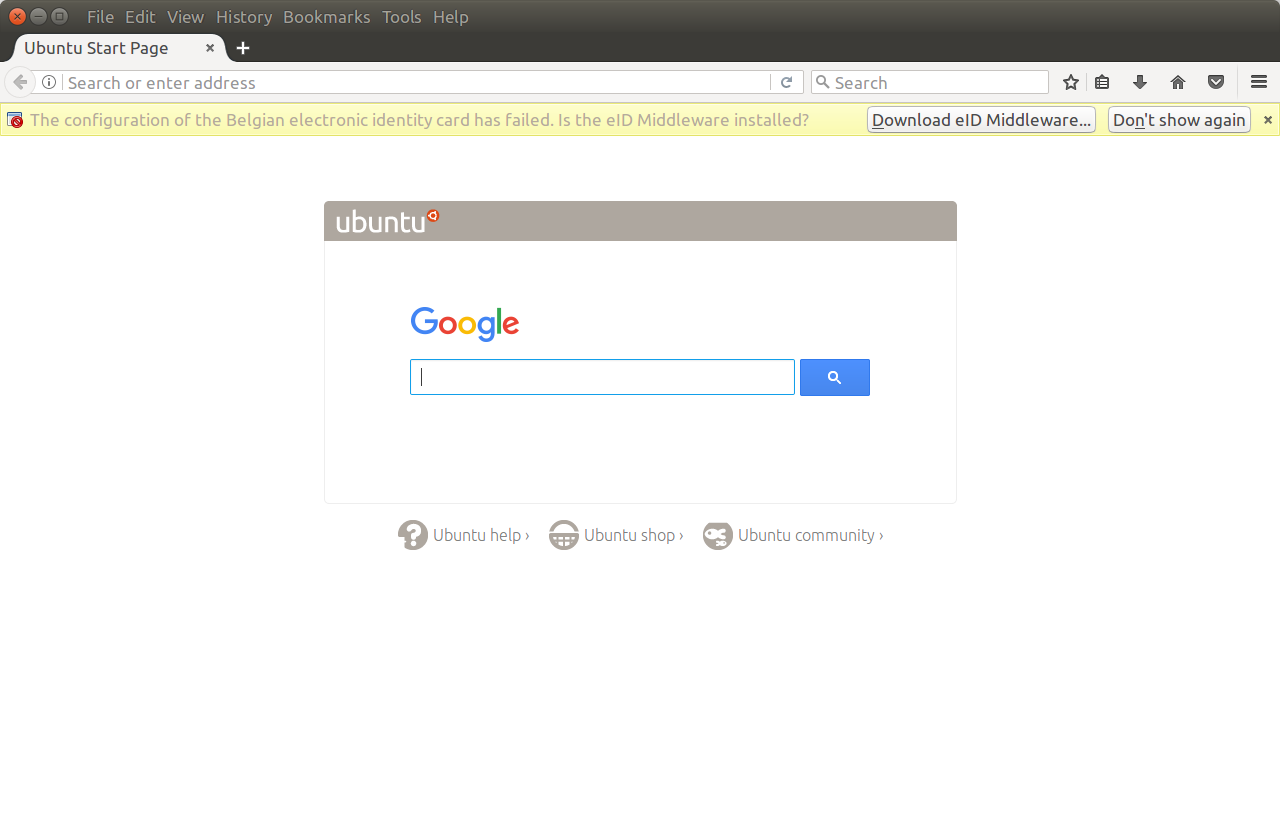 File Edit View History Bookmarks Tools Help
Ubuntu Start Page
Search or enter address
Search
The configuration of the Belgian electronic identity card has failed. Is the eID Middleware installed?
Download eID Middleware...
Don't show again
ubuntu
Google
Ubuntu help ›
Ubuntu shop ›
Ubuntu community ›